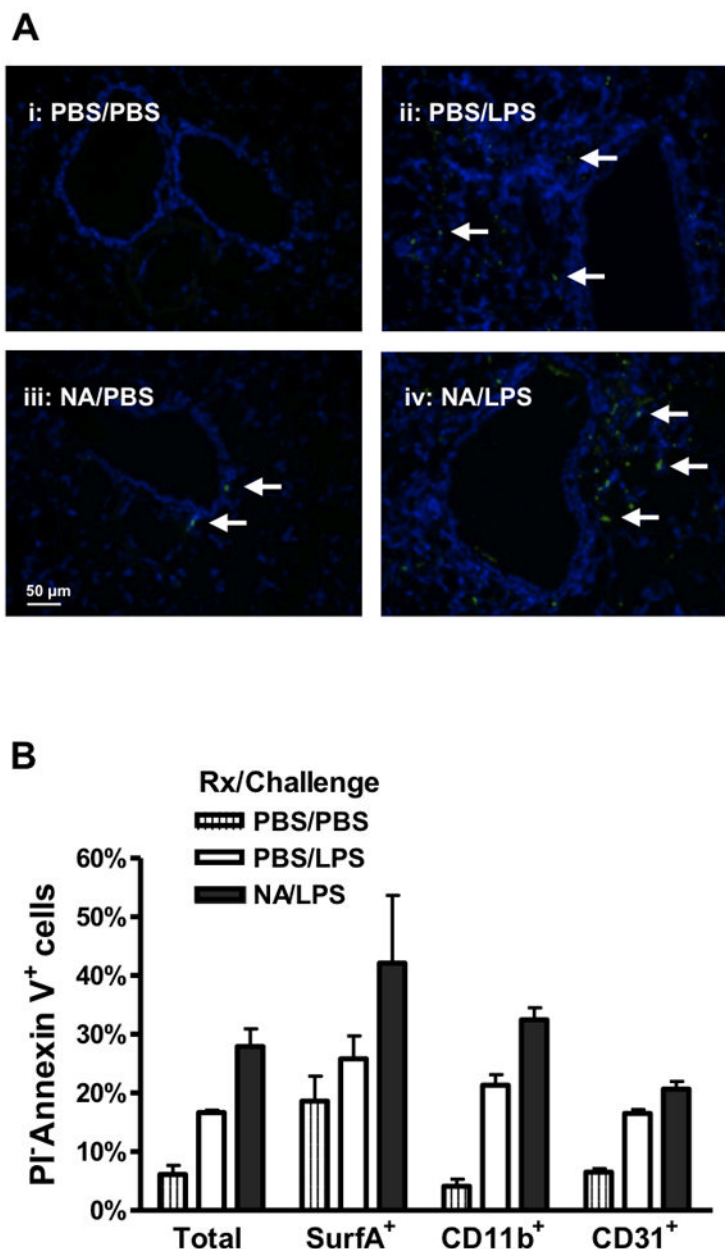 A
i: PBS/PBS
ii: PBS/LPS
iii: NA/PBS
iv: NA/LPS
50 µm
B
Rx/Challenge
PBS/PBS
PBS/LPS
NA/LPS
PI⁻Annexin V⁺ cells
60%
50%
40%
30%
20%
10%
0%
Total SurfA⁺ CD11b⁺ CD31⁺